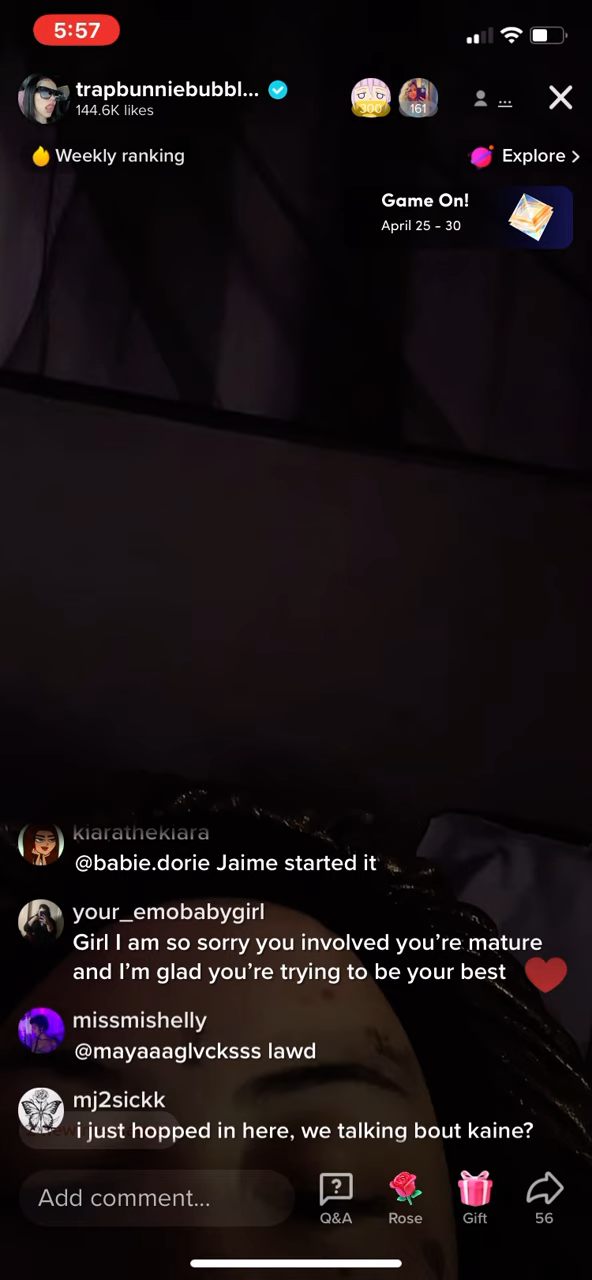 5:57
trapbunniebubbl...
144.6K likes
300
161
...
Weekly ranking
Explore >
Game On!
April 25 - 30
kiarathekiara
@babie.dorie Jaime started it
your_emobabygirl
Girl I am so sorry you involved you’re mature
and I’m glad you’re trying to be your best
missmishelly
@mayaaaglvcksss lawd
mj2sickk
i just hopped in here, we talking bout kaine?
Add comment...
Q&A
Rose
Gift
56